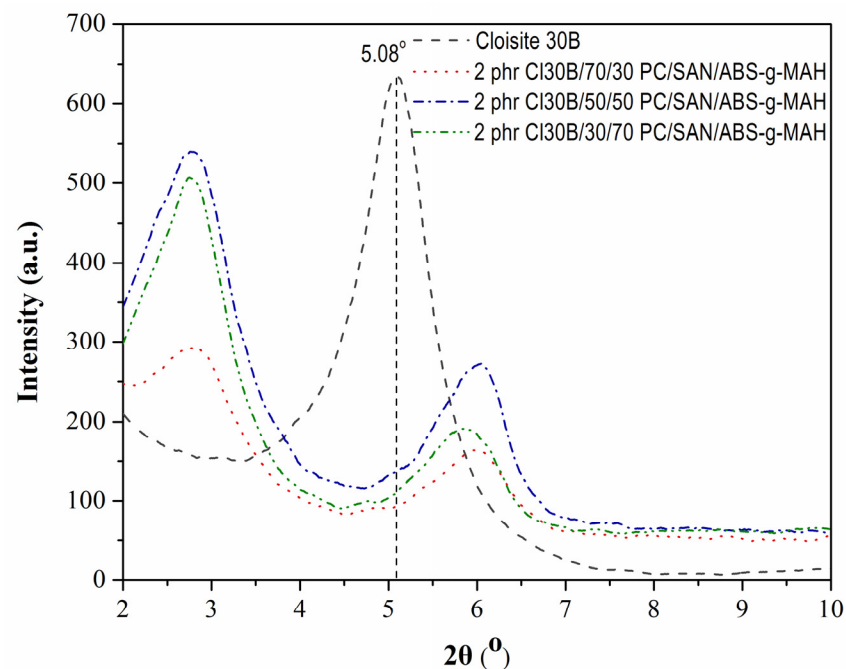 700
600
500
400
300
200
100
0
Intensity (a.u.)
5.08°
Cloisite 30B
2 phr Cl30B/70/30 PC/SAN/ABS-g-MAH
2 phr Cl30B/50/50 PC/SAN/ABS-g-MAH
2 phr Cl30B/30/70 PC/SAN/ABS-g-MAH
2 3 4 5 6 7 8 9 10
2θ (°)